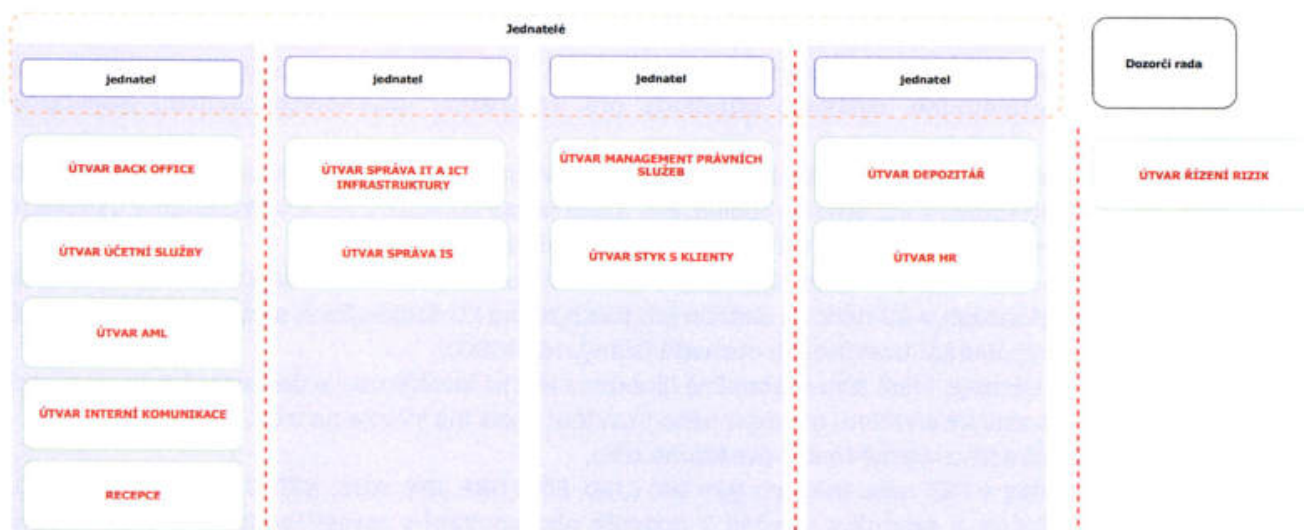 Jednatelé
jednatel
jednatel
jednatel
jednatel
Dozorčí rada
ÚTVAR BACK OFFICE
ÚTVAR SPRÁVA IT A ICT
INFRASTRUKTURY
ÚTVAR MANAGEMENT PRÁVNÍCH
SLUŽEB
ÚTVAR DEPOZITÁŘ
ÚTVAR ŘÍZENÍ RIZIK
ÚTVAR ÚČETNÍ SLUŽBY
ÚTVAR SPRÁVA IS
ÚTVAR STYK S KLIENTY
ÚTVAR HR
ÚTVAR AML
ÚTVAR INTERNÍ KOMUNIKACE
RECEPCE